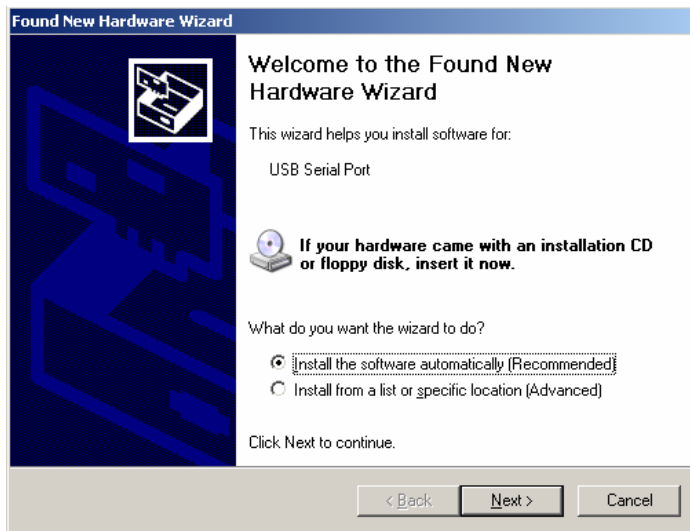 Found New Hardware Wizard
Welcome to the Found New
Hardware Wizard
This wizard helps you install software for:
USB Serial Port
If your hardware came with an installation CD
or floppy disk, insert it now.
What do you want the wizard to do?
Install the software automatically (Recommended)
Install from a list or specific location (Advanced)
Click Next to continue.
< Back Next > Cancel